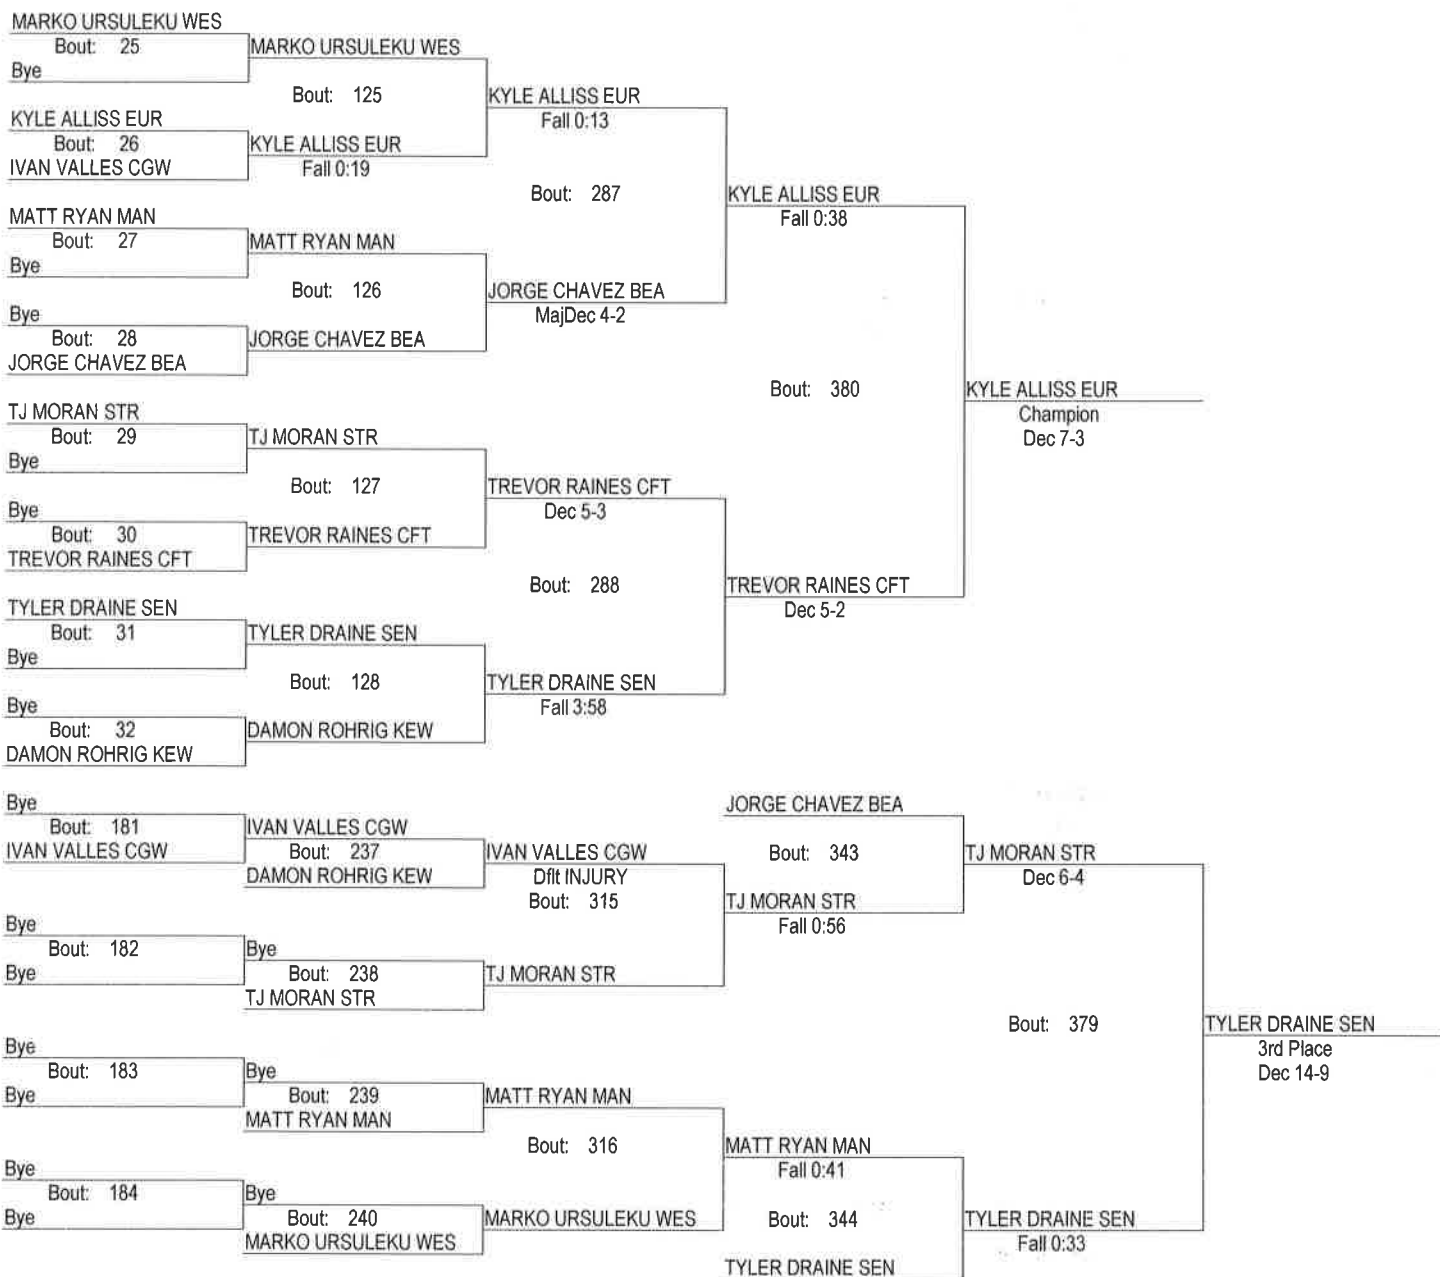 MARKO URSULEKU WES
Bout: 25
Bye
MARKO URSULEKU WES
Bout: 125
KYLE ALLISS EUR
Bout: 26
IVAN VALLES CGW
KYLE ALLISS EUR
Fall 0:19
KYLE ALLISS EUR
Fall 0:13
Bout: 287
MATT RYAN MAN
Bout: 27
Bye
MATT RYAN MAN
Bout: 126
Bye
Bout: 28
JORGE CHAVEZ BEA
JORGE CHAVEZ BEA
JORGE CHAVEZ BEA
MajDec 4-2
KYLE ALLISS EUR
Fall 0:38
Bout: 380
KYLE ALLISS EUR
Champion
Dec 7-3
TJ MORAN STR
Bout: 29
Bye
TJ MORAN STR
Bout: 127
Bye
Bout: 30
TREVOR RAINES CFT
TREVOR RAINES CFT
TREVOR RAINES CFT
Dec 5-3
Bout: 288
TREVOR RAINES CFT
Dec 5-2
TYLER DRAINE SEN
Bout: 31
Bye
TYLER DRAINE SEN
Bout: 128
Bye
Bout: 32
DAMON ROHRIG KEW
DAMON ROHRIG KEW
TYLER DRAINE SEN
Fall 3:58
Bye
Bout: 181
IVAN VALLES CGW
IVAN VALLES CGW
Bout: 237
DAMON ROHRIG KEW
IVAN VALLES CGW
Dflt INJURY
Bout: 315
Bye
Bout: 182
Bye
Bye
Bout: 238
TJ MORAN STR
TJ MORAN STR
JORGE CHAVEZ BEA
Bout: 343
TJ MORAN STR
Fall 0:56
TJ MORAN STR
Dec 6-4
Bout: 379
TYLER DRAINE SEN
3rd Place
Dec 14-9
Bye
Bout: 183
Bye
Bye
Bout: 239
MATT RYAN MAN
MATT RYAN MAN
Bout: 316
Bye
Bout: 184
Bye
Bye
Bout: 240
MARKO URSULEKU WES
MARKO URSULEKU WES
MATT RYAN MAN
Fall 0:41
Bout: 344
TYLER DRAINE SEN
TYLER DRAINE SEN
Fall 0:33